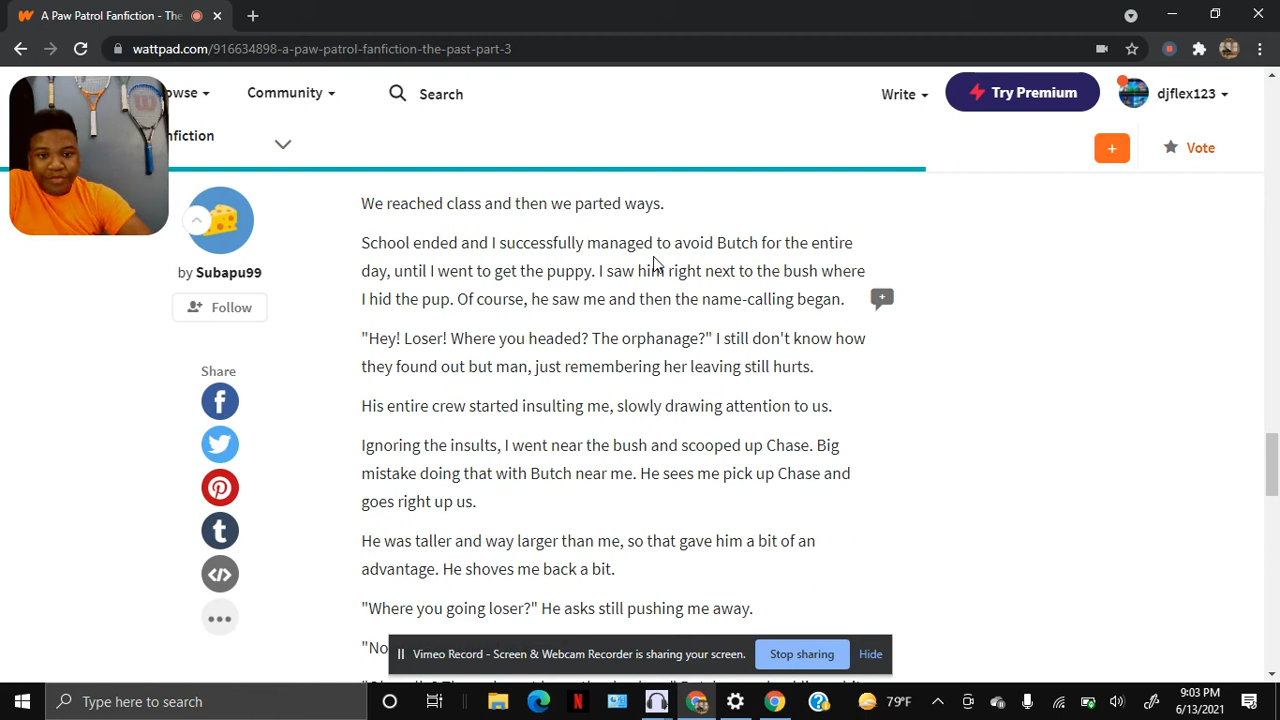 A Paw Patrol Fanfiction - The
wattpad.com/916634898-a-paw-patrol-fanfiction-the-past-part-3
owse
Community
Search
Write
Try Premium
djflex123
nfiction
+
Vote
We reached class and then we parted ways.
School ended and I successfully managed to avoid Butch for the entire
day, until I went to get the puppy. I saw him right next to the bush where
I hid the pup. Of course, he saw me and then the name-calling began.
by Subapu99
Follow
"Hey! Loser! Where you headed? The orphanage?" I still don't know how
they found out but man, just remembering her leaving still hurts.
Share
His entire crew started insulting me, slowly drawing attention to us.
Ignoring the insults, I went near the bush and scooped up Chase. Big
mistake doing that with Butch near me. He sees me pick up Chase and
goes right up us.
He was taller and way larger than me, so that gave him a bit of an
advantage. He shoves me back a bit.
"Where you going loser?" He asks still pushing me away.
"No
Vimeo Record - Screen & Webcam Recorder is sharing your screen.
Stop sharing
Hide
Type here to search
79°F
9:03 PM
6/13/2021